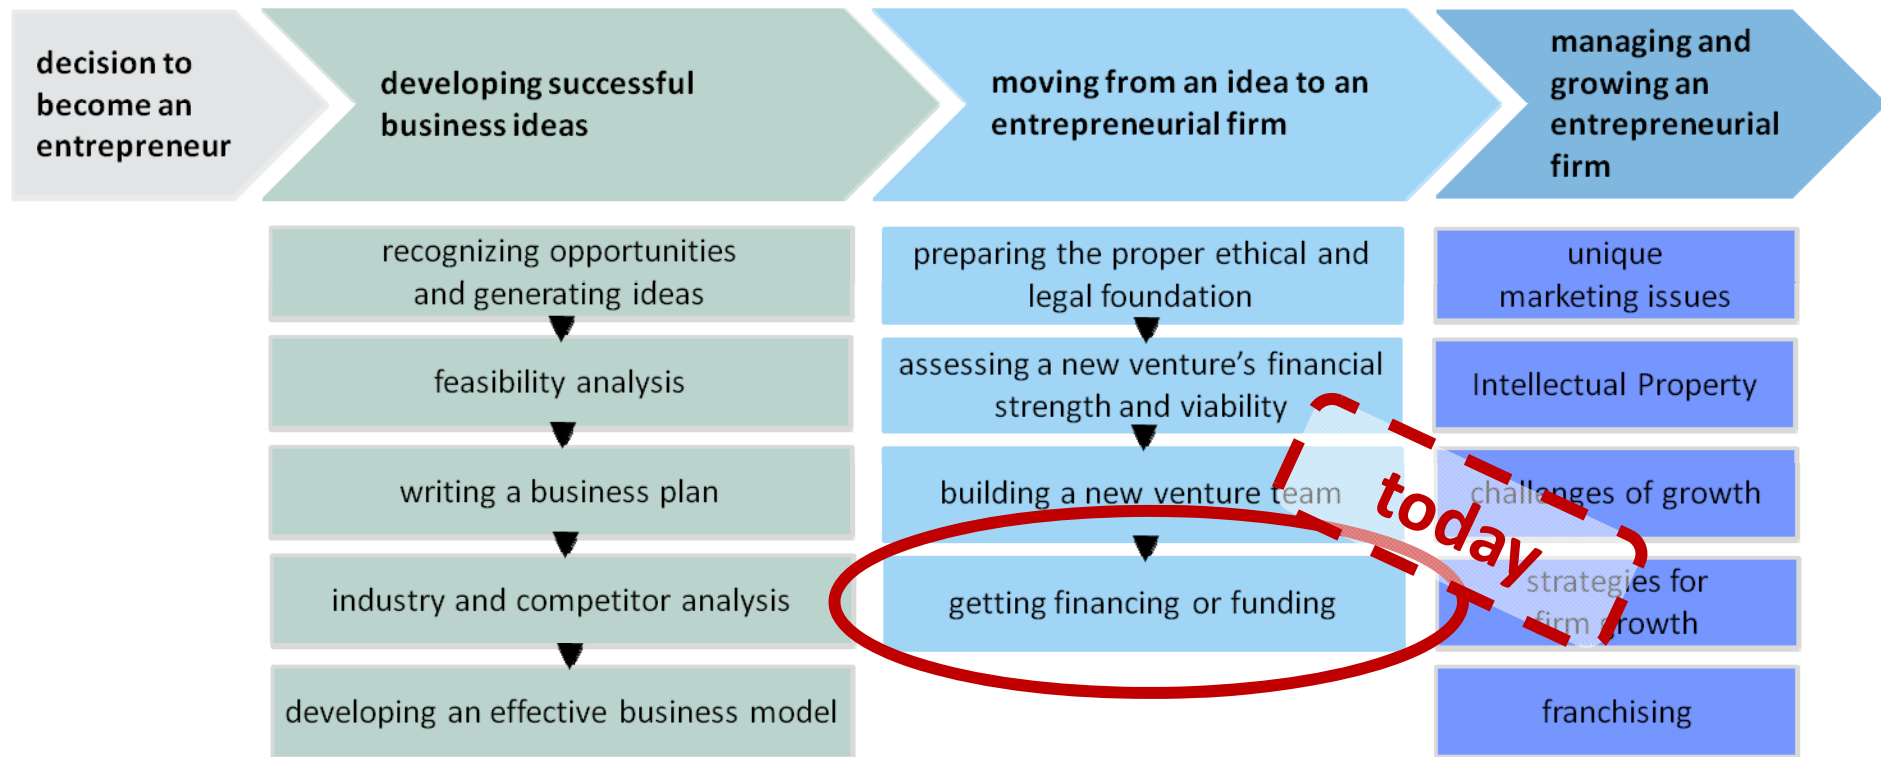 decision to
become an
entrepreneur
developing successful
business ideas
moving from an idea to an
entrepreneurial firm
managing and
growing an
entrepreneurial
firm
recognizing opportunities
and generating ideas
feasibility analysis
writing a business plan
industry and competitor analysis
developing an effective business model
preparing the proper ethical and
legal foundation
assessing a new venture's financial
strength and viability
building a new venture team
getting financing or funding
unique
marketing issues
Intellectual Property
challenges of growth
strategies for
firm growth
franchising
today